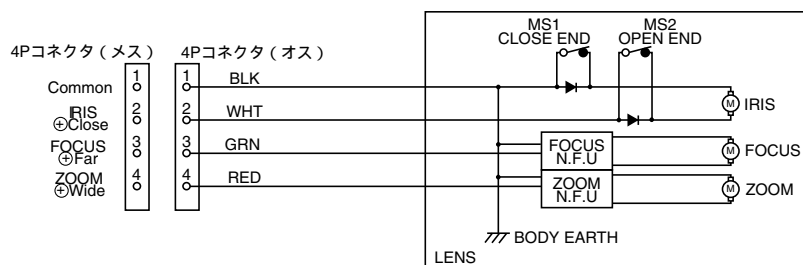 MS1
CLOSE END
MS2
OPEN END
4Pコネクタ(メス)
4Pコネクタ(オス)
Common
1
1
BLK
IRIS
⊕Close
2
2
WHT
M
IRIS
FOCUS
⊕Far
3
3
GRN
FOCUS
N.F.U
M
FOCUS
ZOOM
⊕Wide
4
4
RED
ZOOM
N.F.U
M
ZOOM
BODY EARTH
LENS